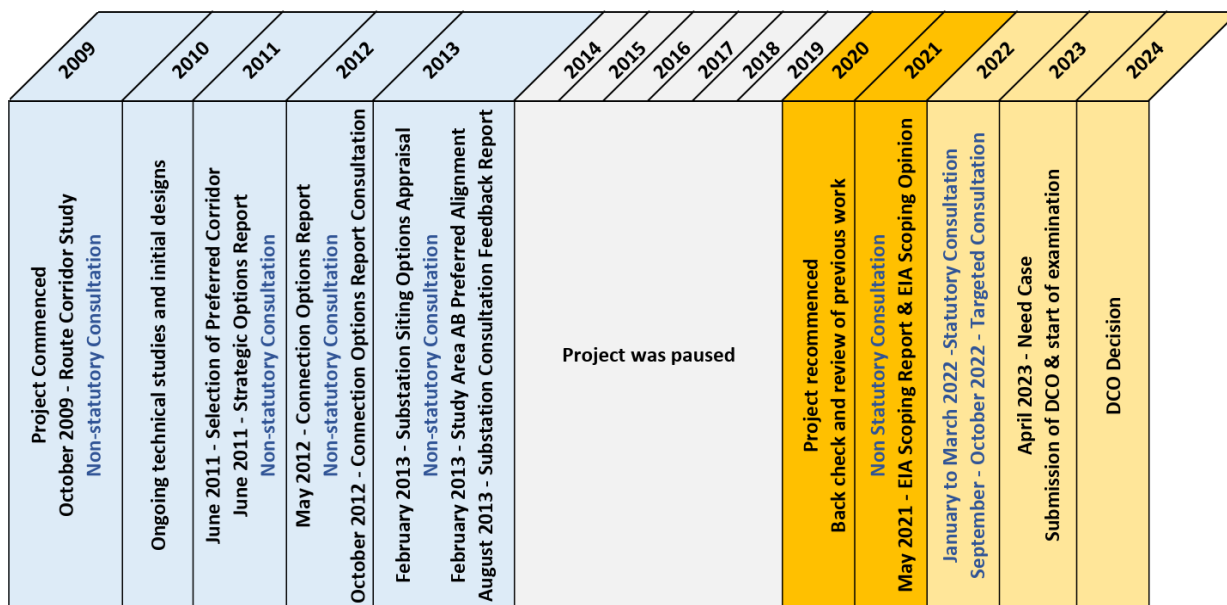 2009
2010
2011
2012
2013
2014
2015
2016
2017
2018
2019
2020
2021
2022
2023
2024
Project Commenced
October 2009 - Route Corridor Study
Non-statutory Consultation
Ongoing technical studies and initial designs
June 2011 - Selection of Preferred Corridor
June 2011 - Strategic Options Report
Non-statutory Consultation
May 2012 - Connection Options Report
Non-statutory Consultation
October 2012 - Connection Options Report Consultation
February 2013 - Substation Siting Options Appraisal
Non-statutory Consultation
February 2013 - Study Area AB Preferred Alignment
August 2013 - Substation Consultation Feedback Report
Project was paused
Project recommenced
Back check and review of previous work
Non Statutory Consultation
May 2021 - EIA Scoping Report & EIA Scoping Opinion
January to March 2022 -Statutory Consultation
September - October 2022 - Targeted Consultation
April 2023 - Need Case
Submission of DCO & start of examination
DCO Decision